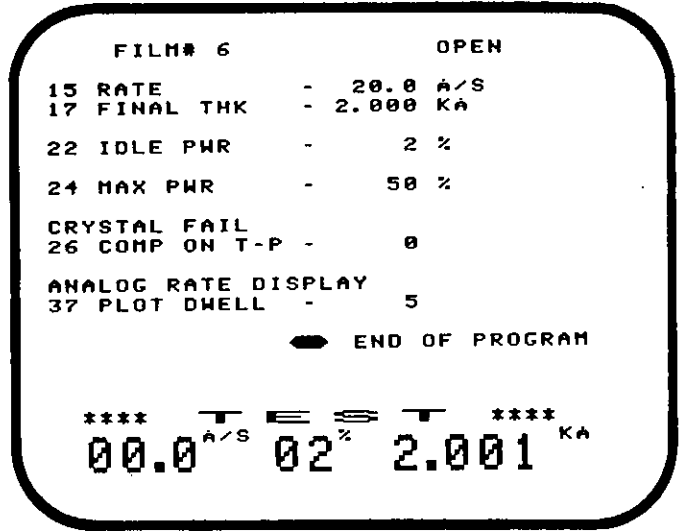 FILM# 6 OPEN
15 RATE - 20.0 Å/S
17 FINAL THK - 2.000 KÅ
22 IDLE PWR - 2 %
24 MAX PWR - 50 %
CRYSTAL FAIL
26 COMP ON T-P - 0
ANALOG RATE DISPLAY
37 PLOT DWELL - 5
END OF PROGRAM
**** TEST ****
00.0 Å/S 02 % 2.001 KÅ